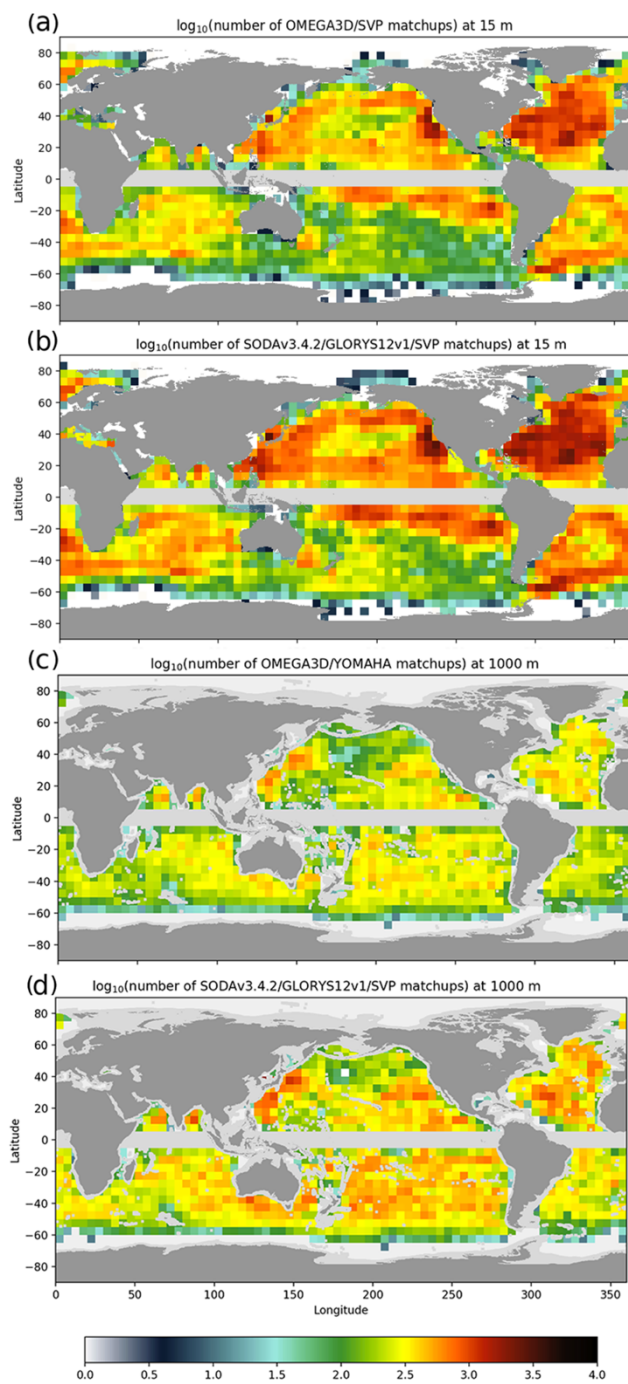 (a)
log₁₀(number of OMEGA3D/SVP matchups) at 15 m
80
60
40
20
0
−20
−40
−60
−80
Latitude
(b)
log₁₀(number of SODAv3.4.2/GLORYS12v1/SVP matchups) at 15 m
80
60
40
20
0
−20
−40
−60
−80
Latitude
(c)
log₁₀(number of OMEGA3D/YOMAHA matchups) at 1000 m
80
60
40
20
0
−20
−40
−60
−80
Latitude
(d)
log₁₀(number of SODAv3.4.2/GLORYS12v1/SVP matchups) at 1000 m
80
60
40
20
0
−20
−40
−60
−80
Latitude
0 50 100 150 200 250 300 350
Longitude
0.0 0.5 1.0 1.5 2.0 2.5 3.0 3.5 4.0